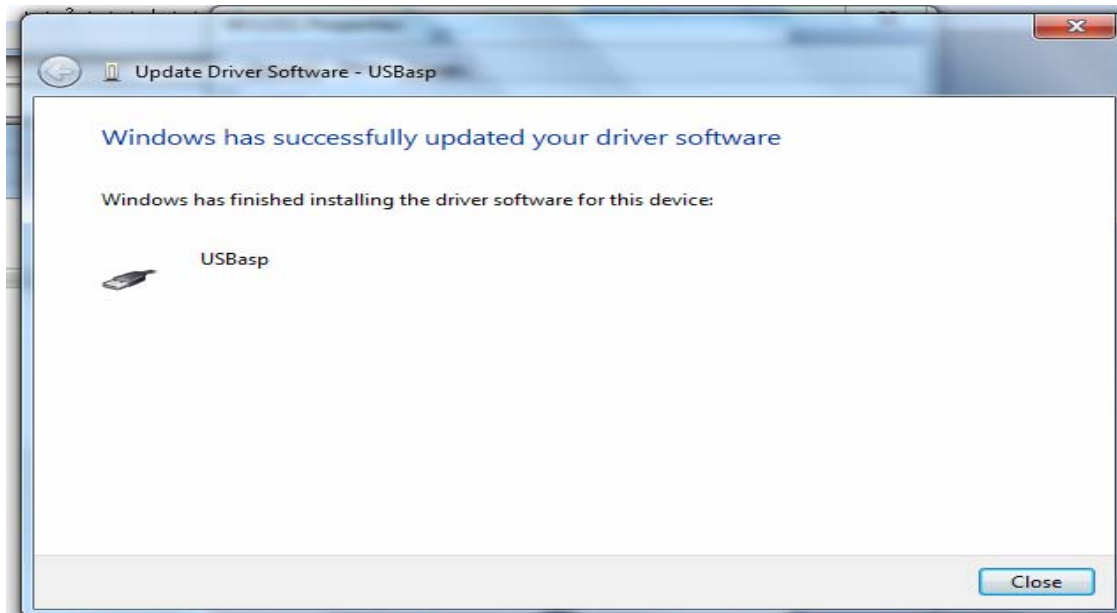 Update Driver Software - USBasp
Windows has successfully updated your driver software
Windows has finished installing the driver software for this device:
USBasp
Close